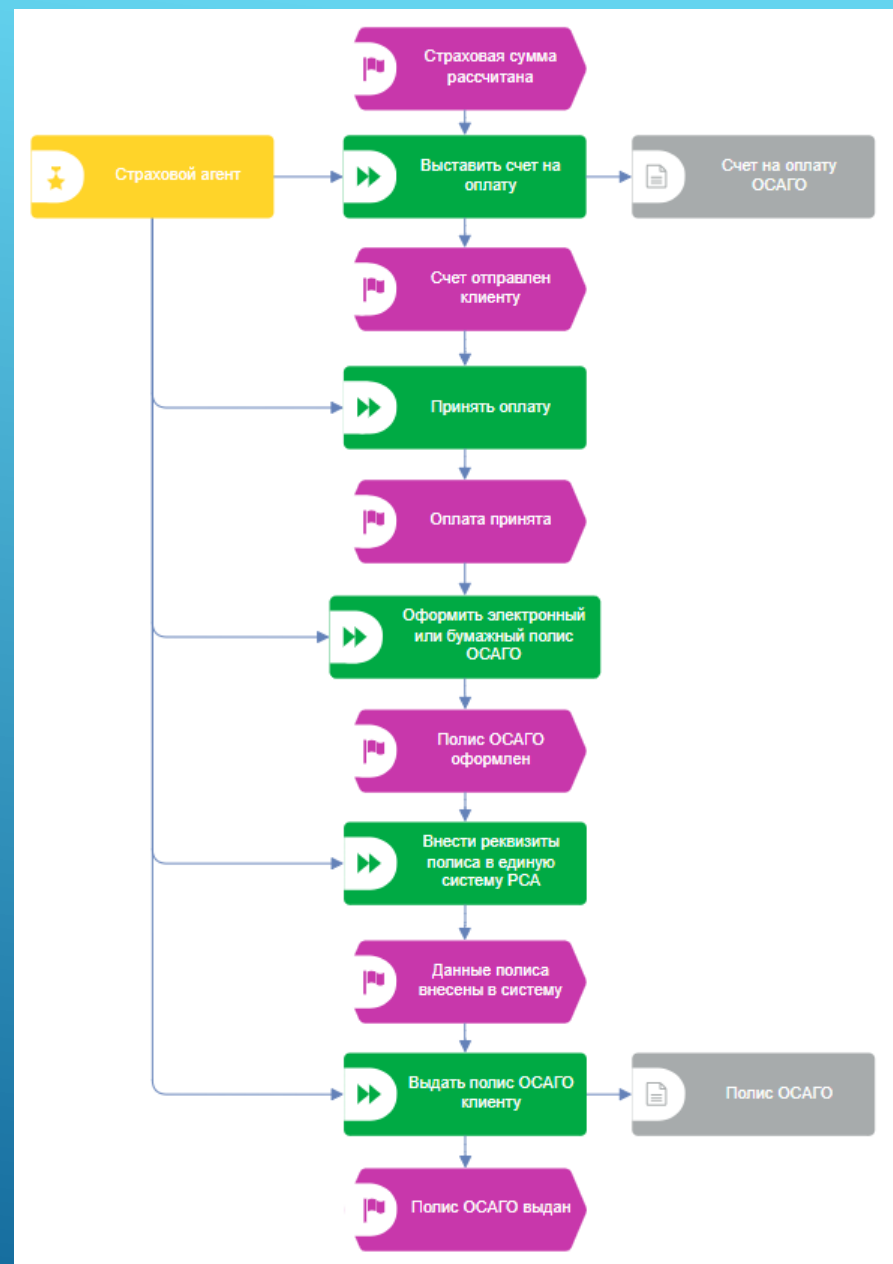 Страховая сумма
рассчитана
Страховой агент
Выставить счет на
оплату
Счет на оплату
ОСАГО
Счет отправлен
клиенту
Принять оплату
Оплата принята
Оформить электронный
или бумажный полис
ОСАГО
Полис ОСАГО
оформлен
Внести реквизиты
полиса в единую
систему РСА
Данные полиса
внесены в систему
Выдать полис ОСАГО
клиенту
Полис ОСАГО
Полис ОСАГО выдан